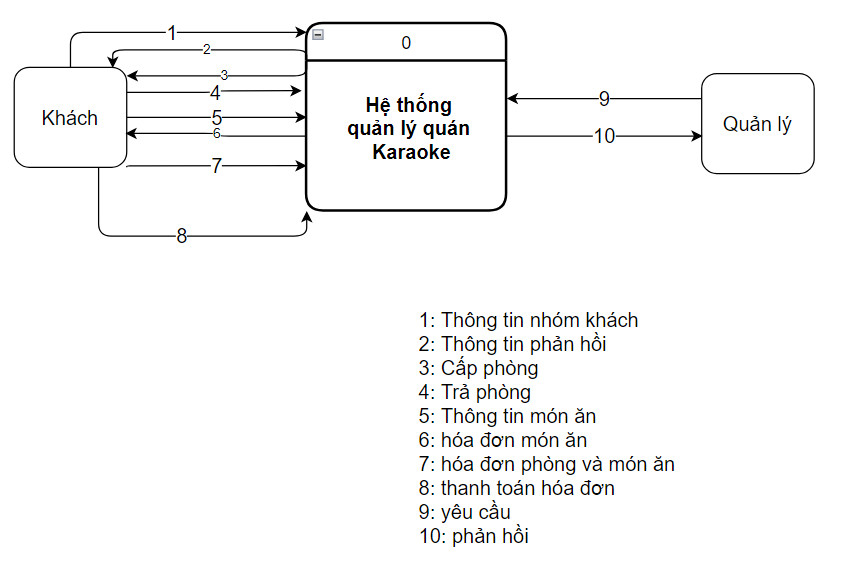 1
2
3
4
5
6
7
8
Khách
0
Hệ thống
quản lý quán
Karaoke
9
10
Quản lý
1: Thông tin nhóm khách
2: Thông tin phản hồi
3: Cấp phòng
4: Trả phòng
5: Thông tin món ăn
6: hóa đơn món ăn
7: hóa đơn phòng và món ăn
8: thanh toán hóa đơn
9: yêu cầu
10: phản hồi